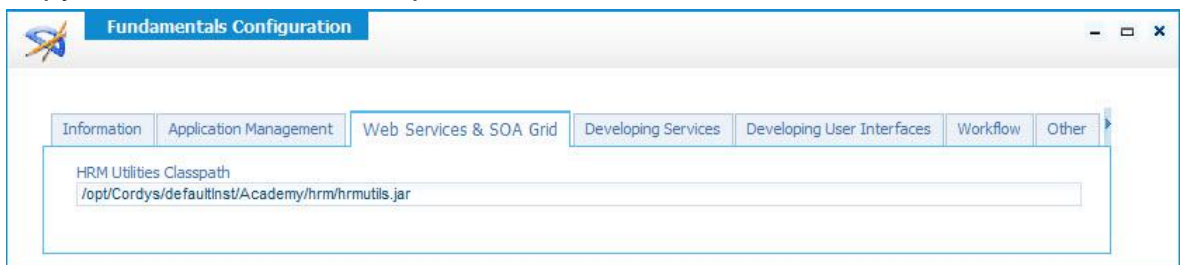 Fundamentals Configuration
Information Application Management Web Services & SOA Grid Developing Services Developing User Interfaces Workflow Other
HRM Utilities Classpath
/opt/Cordys/defaultInst/Academy/hrm/hrmutils.jar